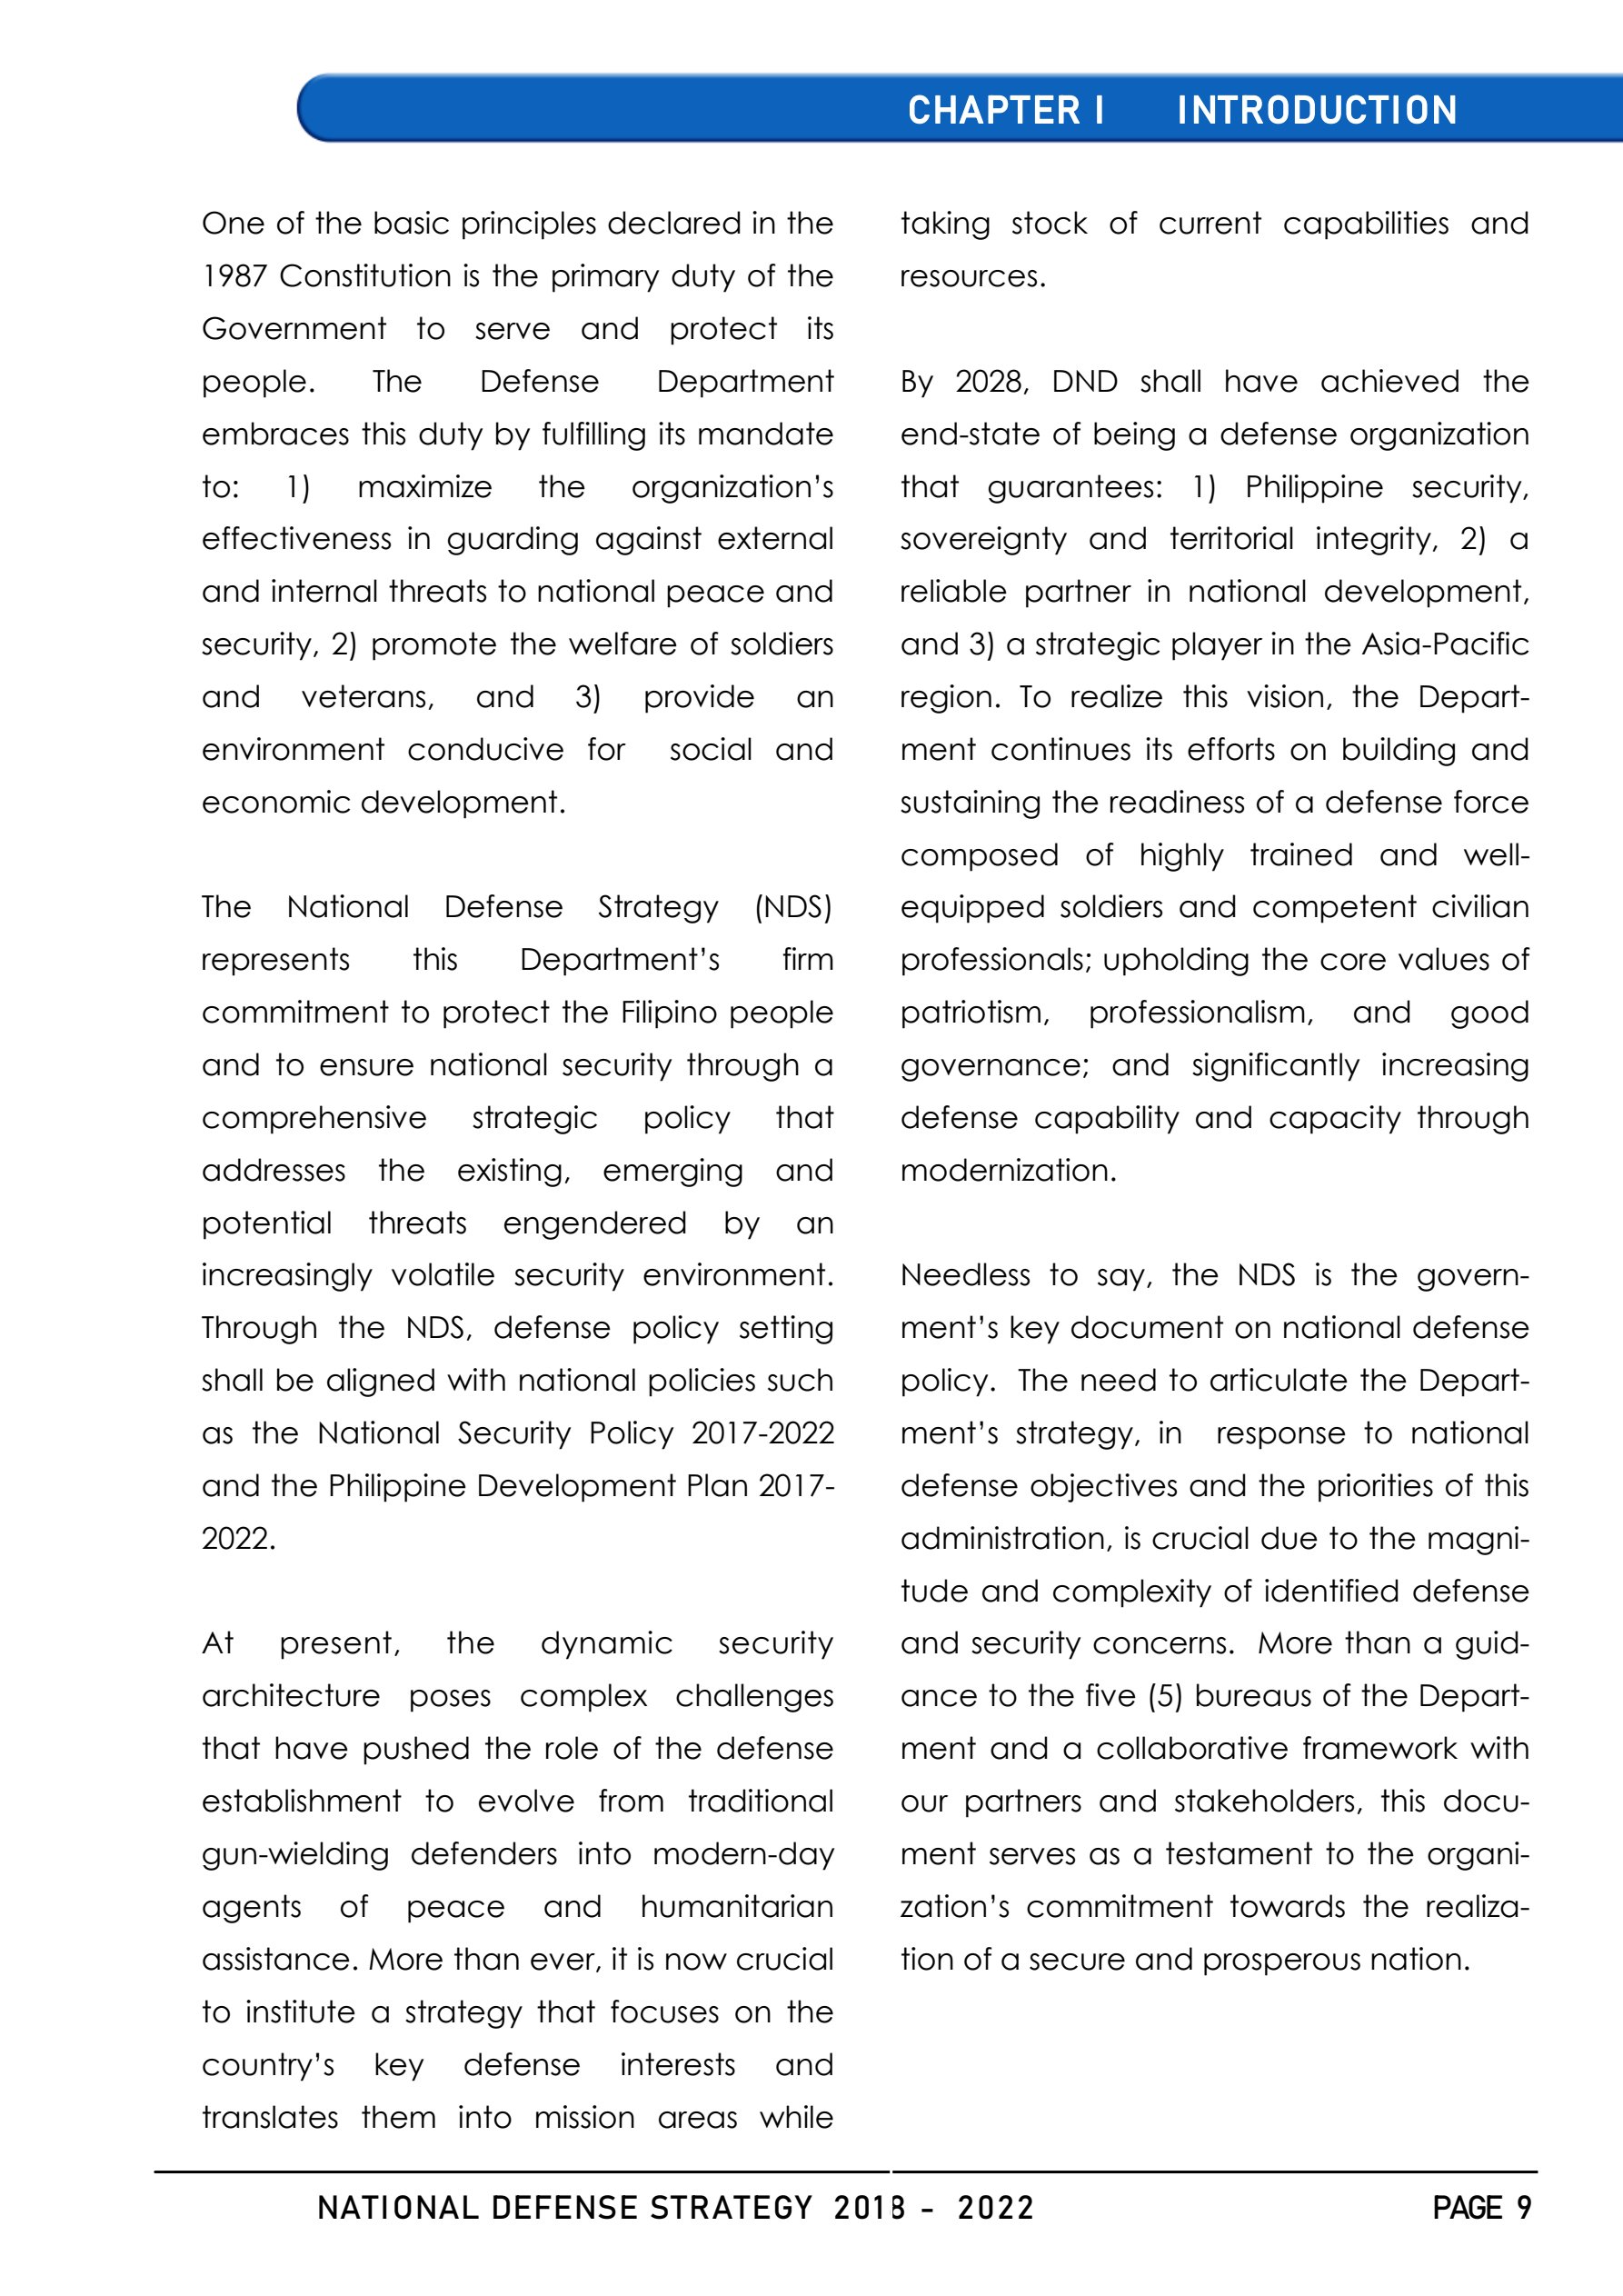 CHAPTER I INTRODUCTION
One of the basic principles declared in the
1987 Constitution is the primary duty of the
Government to serve and protect its
people. The Defense Department
embraces this duty by fulfilling its mandate
to: 1) maximize the organization's
effectiveness in guarding against external
and internal threats to national peace and
security, 2) promote the welfare of soldiers
and veterans, and 3) provide an
environment conducive for social and
economic development.
The National Defense Strategy (NDS)
represents this Department's firm
commitment to protect the Filipino people
and to ensure national security through a
comprehensive strategic policy that
addresses the existing, emerging and
potential threats engendered by an
increasingly volatile security environment.
Through the NDS, defense policy setting
shall be aligned with national policies such
as the National Security Policy 2017-2022
and the Philippine Development Plan 2017-
2022.
At present, the dynamic security
architecture poses complex challenges
that have pushed the role of the defense
establishment to evolve from traditional
gun-wielding defenders into modern-day
agents of peace and humanitarian
assistance. More than ever, it is now crucial
to institute a strategy that focuses on the
country's key defense interests and
translates them into mission areas while
taking stock of current capabilities and
resources.
By 2028, DND shall have achieved the
end-state of being a defense organization
that guarantees: 1) Philippine security,
sovereignty and territorial integrity, 2) a
reliable partner in national development,
and 3) a strategic player in the Asia-Pacific
region. To realize this vision, the Depart-
ment continues its efforts on building and
sustaining the readiness of a defense force
composed of highly trained and well-
equipped soldiers and competent civilian
professionals; upholding the core values of
patriotism, professionalism, and good
governance; and significantly increasing
defense capability and capacity through
modernization.
Needless to say, the NDS is the govern-
ment's key document on national defense
policy. The need to articulate the Depart-
ment's strategy, in response to national
defense objectives and the priorities of this
administration, is crucial due to the magni-
tude and complexity of identified defense
and security concerns. More than a guid-
ance to the five (5) bureaus of the Depart-
ment and a collaborative framework with
our partners and stakeholders, this docu-
ment serves as a testament to the organi-
zation's commitment towards the realiza-
tion of a secure and prosperous nation.
NATIONAL DEFENSE STRATEGY 2018 - 2022 PAGE 9